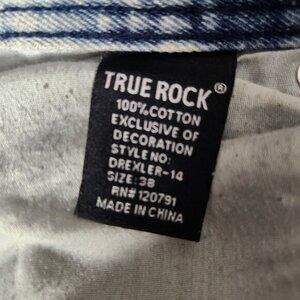 TRUE ROCK®
100%COTTON
EXCLUSIVE OF
DECORATION
STYLE NO:
DREXLER-14
SIZE:38
RN#120791
MADE IN CHINA